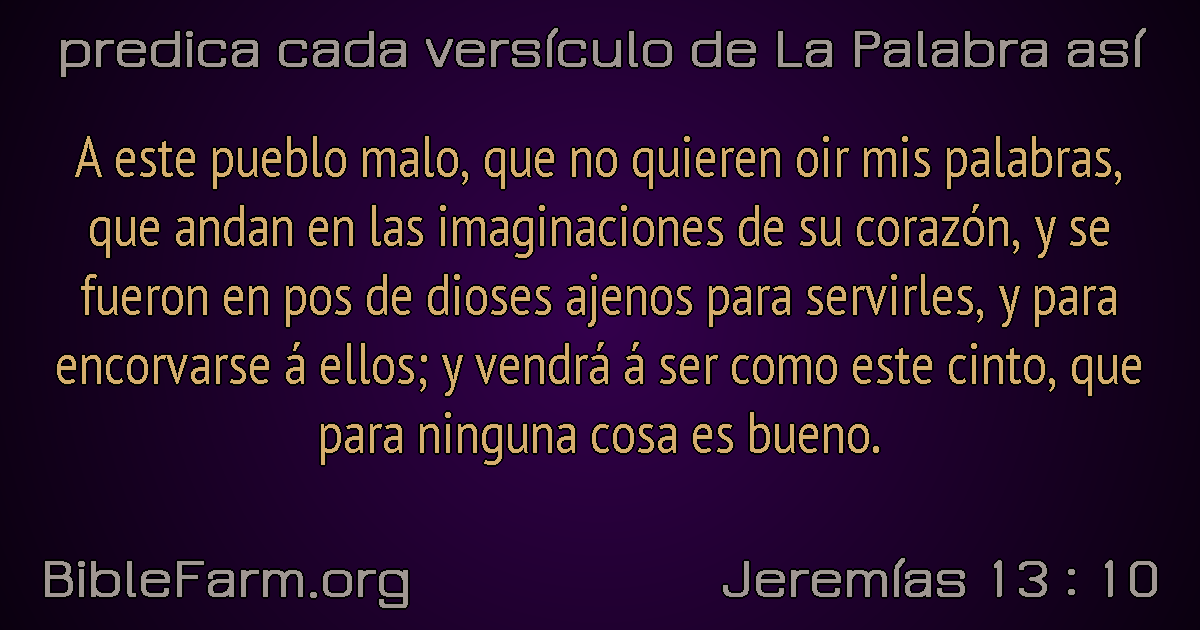 predica cada versículo de La Palabra así
A este pueblo malo, que no quieren oir mis palabras,
que andan en las imaginaciones de su corazón, y se
fueron en pos de dioses ajenos para servirles, y para
encorvarse á ellos; y vendrá á ser como este cinto, que
para ninguna cosa es bueno.
BibleFarm.org
Jeremías 13 : 10